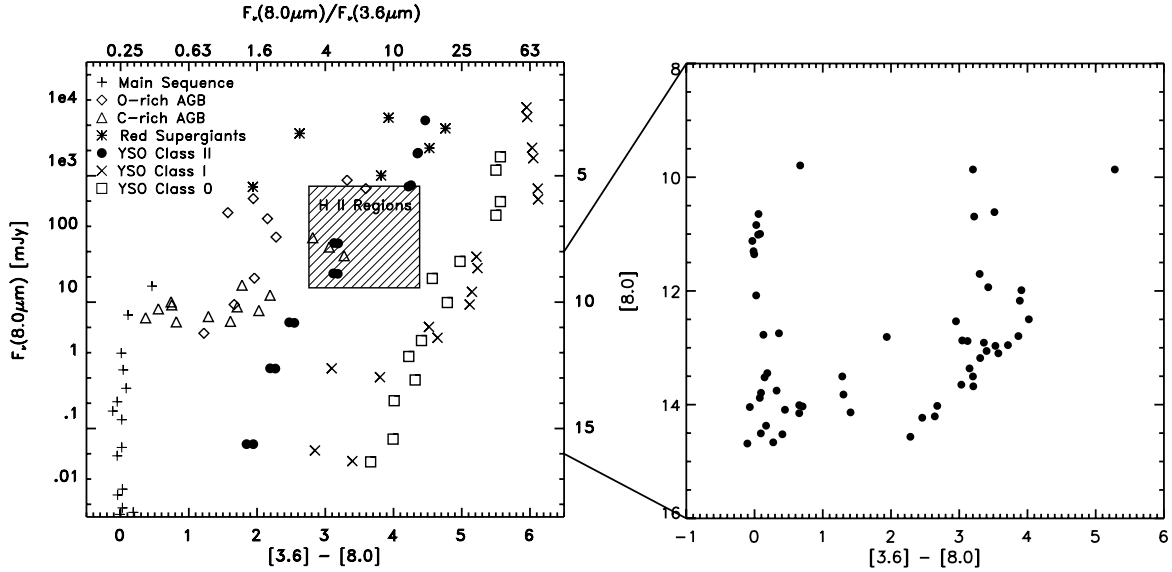 Fν(8.0μm)/Fν(3.6μm)
0.25 0.63 1.6 4 10 25 63
Main Sequence
O-rich AGB
C-rich AGB
Red Supergiants
YSO Class II
YSO Class I
YSO Class 0
H II Regions
1e4
1e3
100
10
1
.1
.01
Fν(8.0μm) [mJy]
5
10
15
0 1 2 3 4 5 6
[3.6] – [8.0]
8
10
12
14
16
[8.0]
−1 0 1 2 3 4 5 6
[3.6] – [8.0]